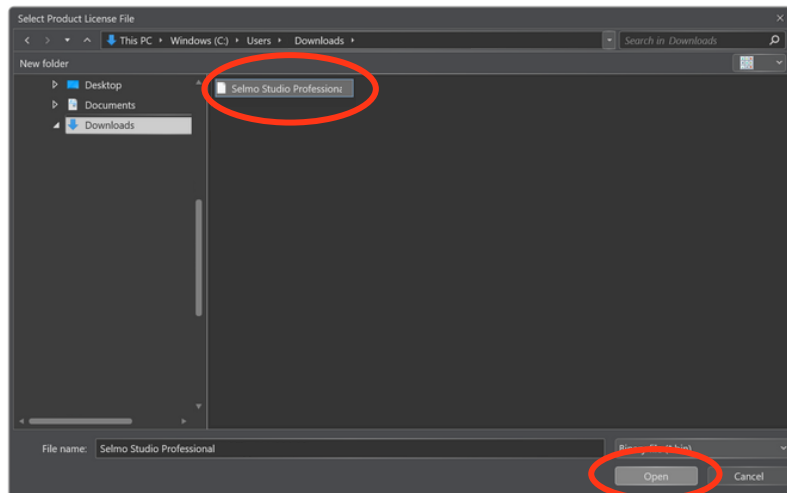 Select Product License File
This PC Windows (C:) Users Downloads Search in Downloads
New folder
Desktop
Documents
Downloads
Selmo Studio Professiona
File name: Selmo Studio Professional
Open Cancel